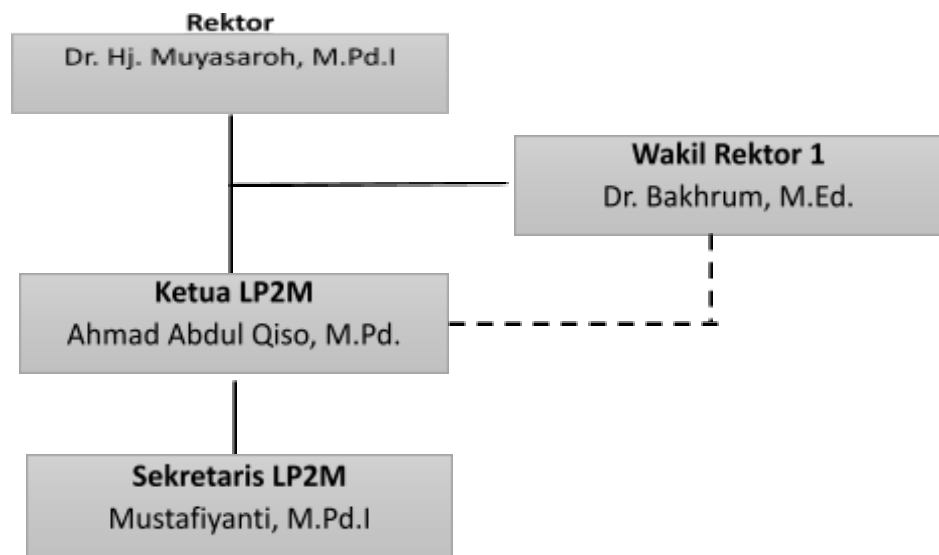 Rektor
Dr. Hj. Muyasaroh, M.Pd.I
Wakil Rektor 1
Dr. Bakhrum, M.Ed.
Ketua LP2M
Ahmad Abdul Qiso, M.Pd.
Sekretaris LP2M
Mustafiyanti, M.Pd.I